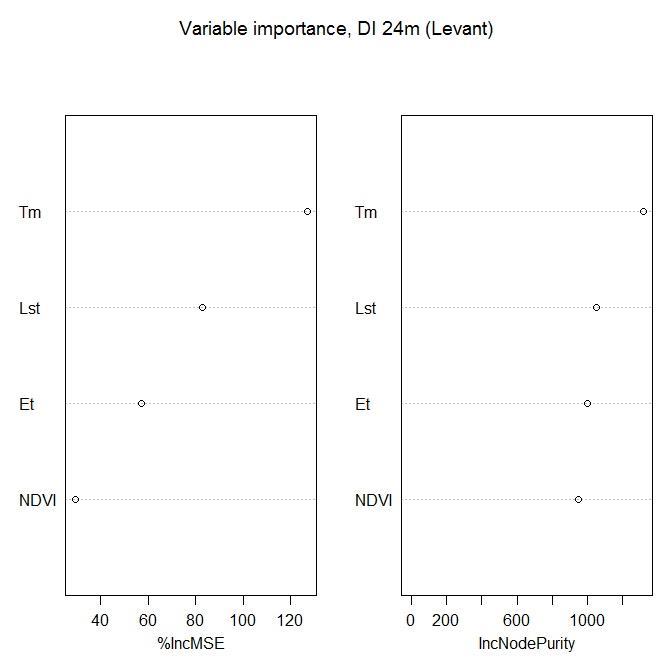 Variable importance, DI 24m (Levant)
Tm
Lst
Et
NDVI
40 60 80 100 120
%IncMSE
Tm
Lst
Et
NDVI
0 200 600 1000
IncNodePurity